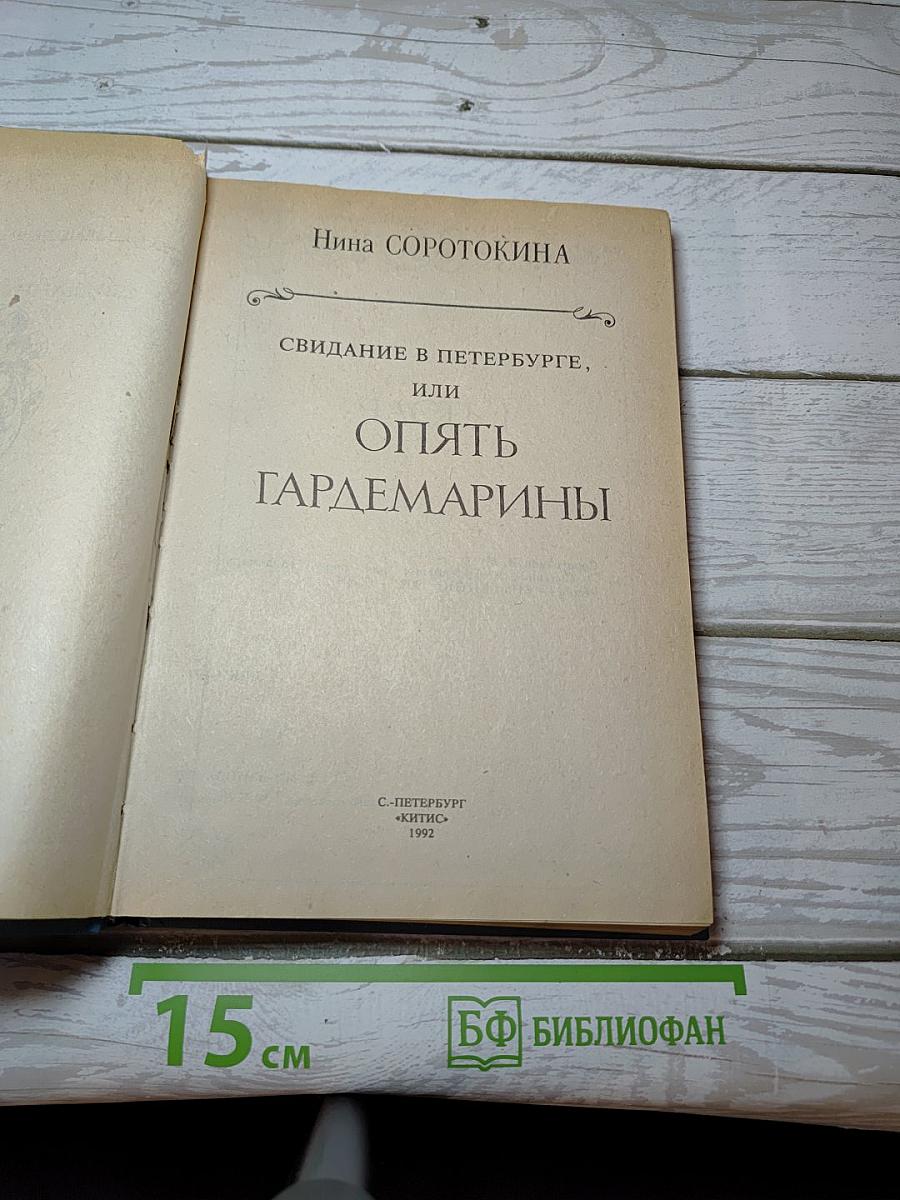 Нина СОРОТОКИНА
СВИДАНИЕ В ПЕТЕРБУРГЕ,
ИЛИ
ОПЯТЬ
ГАРДЕМАРИНЫ
С.-ПЕТЕРБУРГ
«КИТИС»
1992
15 см
БФ БИБЛИОФАН